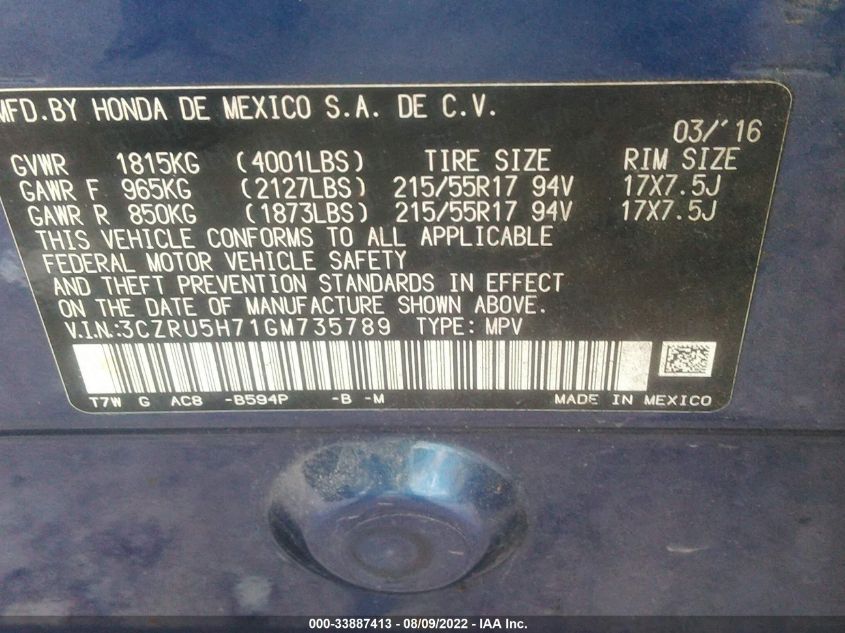 MFD.BY HONDA DE MEXICO S.A. DE C.V.
03/'16
GVWR 1815KG (4001LBS) TIRE SIZE RIM SIZE
GAWR F 965KG (2127LBS) 215/55R17 94V 17X7.5J
GAWR R 850KG (1873LBS) 215/55R17 94V 17X7.5J
THIS VEHICLE CONFORMS TO ALL APPLICABLE
FEDERAL MOTOR VEHICLE SAFETY
AND THEFT PREVENTION STANDARDS IN EFFECT
ON THE DATE OF MANUFACTURE SHOWN ABOVE.
V.I.N.:3CZRU5H71GM735789 TYPE: MPV
T7W G AC8 -B594P -B -M MADE IN MEXICO
000-33887413 - 08/09/2022 - IAA Inc.